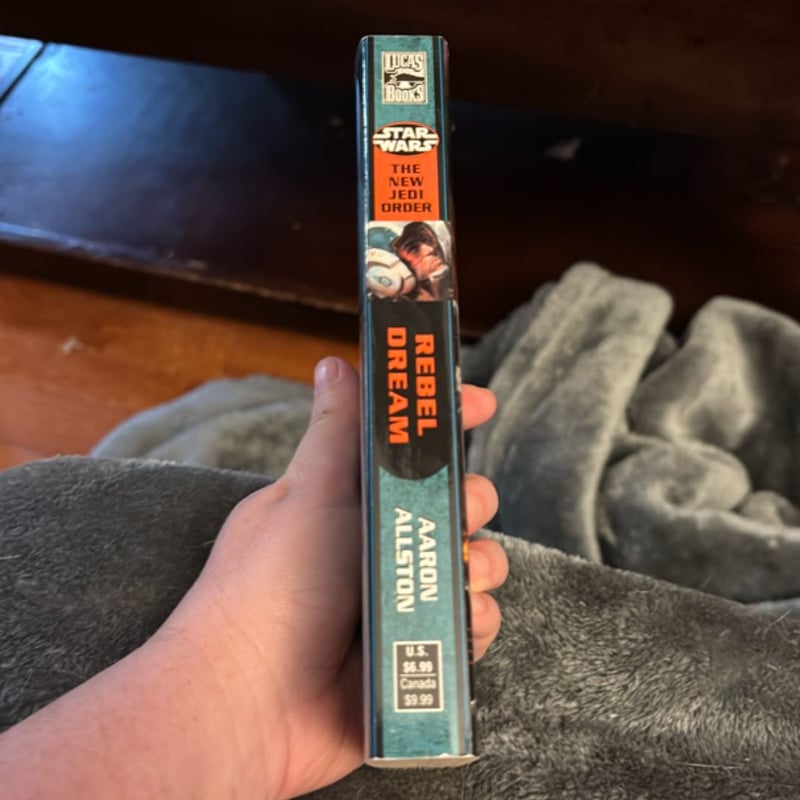 LUCAS
BOOKS
STAR
WARS
THE
NEW
JEDI
ORDER
REBEL
DREAM
AARON
ALLSTON
U.S.
$6.99
Canada
$9.99